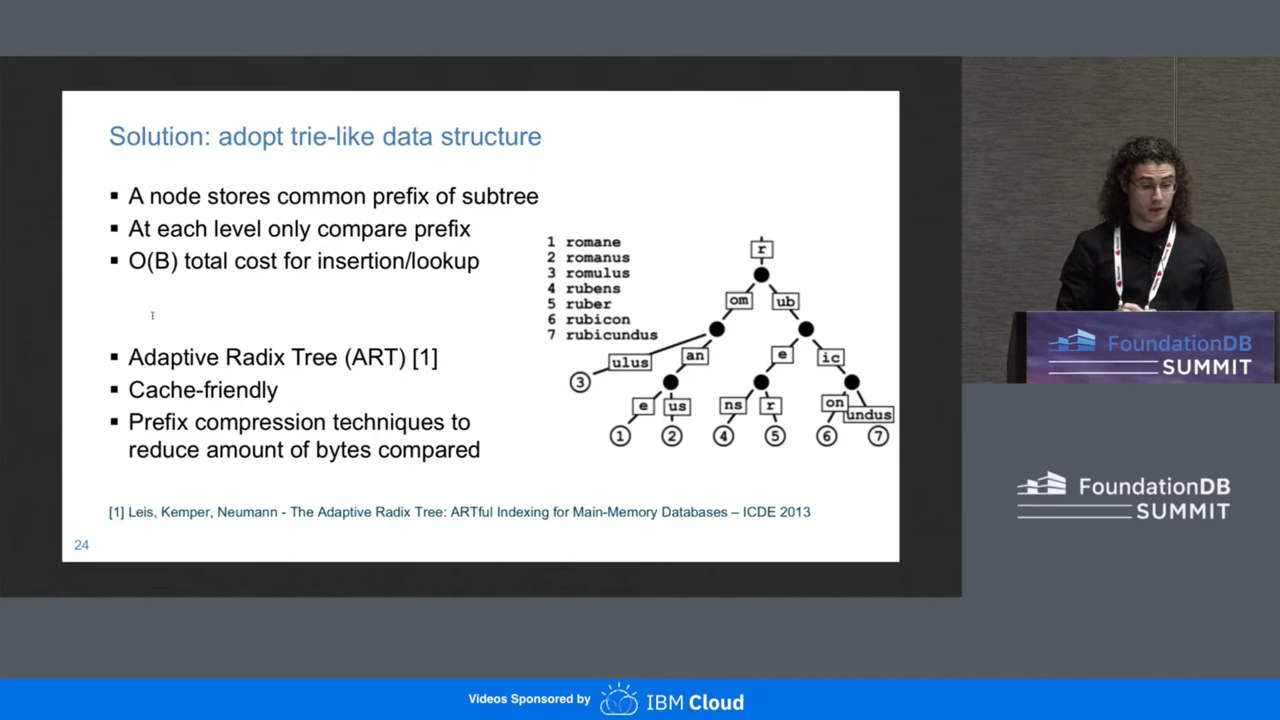 Solution: adopt trie-like data structure
▪ A node stores common prefix of subtree
▪ At each level only compare prefix
▪ O(B) total cost for insertion/lookup
▪ Adaptive Radix Tree (ART) [1]
▪ Cache-friendly
▪ Prefix compression techniques to
reduce amount of bytes compared
1 romane
2 romanus
3 romulus
4 rubens
5 ruber
6 rubicon
7 rubicundus
r
om ub
ulus an e ic
3
e us ns r on undus
1 2 4 5 6 7
[1] Leis, Kemper, Neumann - The Adaptive Radix Tree: ARTful Indexing for Main-Memory Databases – ICDE 2013
24
FoundationDB
SUMMIT
FoundationDB
SUMMIT
Videos Sponsored by IBM Cloud